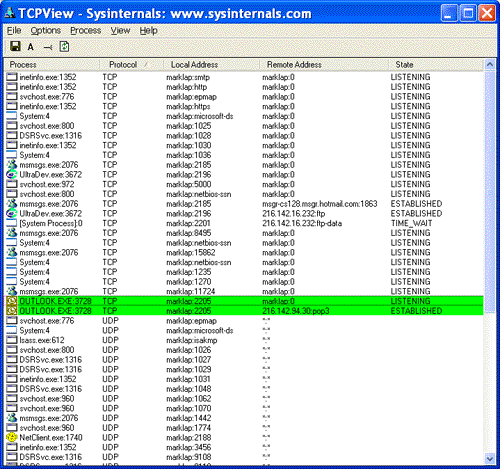 TCPView - Sysinternals: www.sysinternals.com
File Options Process View Help
A
Process Protocol Local Address Remote Address State
inetinfo.exe:1352 TCP marklap:smtp marklap:0 LISTENING
inetinfo.exe:1352 TCP marklap:http marklap:0 LISTENING
svchost.exe:776 TCP marklap:epmap marklap:0 LISTENING
inetinfo.exe:1352 TCP marklap:https marklap:0 LISTENING
System:4 TCP marklap:microsoft-ds marklap:0 LISTENING
svchost.exe:800 TCP marklap:1025 marklap:0 LISTENING
DSRSvc.exe:1316 TCP marklap:1028 marklap:0 LISTENING
inetinfo.exe:1352 TCP marklap:1030 marklap:0 LISTENING
System:4 TCP marklap:1036 marklap:0 LISTENING
msmsgs.exe:2076 TCP marklap:2185 marklap:0 LISTENING
UltraDev.exe:3672 TCP marklap:2196 marklap:0 LISTENING
svchost.exe:972 TCP marklap:5000 marklap:0 LISTENING
svchost.exe:800 TCP marklap:netbios-ssn marklap:0 LISTENING
msmsgs.exe:2076 TCP marklap:2185 msgr-cs128.msgr.hotmail.com:1863 ESTABLISHED
UltraDev.exe:3672 TCP marklap:2196 216.142.16.232:ftp ESTABLISHED
[System Process]:0 TCP marklap:2201 216.142.16.232:ftp-data TIME_WAIT
msmsgs.exe:2076 TCP marklap:8495 marklap:0 LISTENING
System:4 TCP marklap:netbios-ssn marklap:0 LISTENING
msmsgs.exe:2076 TCP marklap:15862 marklap:0 LISTENING
System:4 TCP marklap:netbios-ssn marklap:0 LISTENING
System:4 TCP marklap:1235 marklap:0 LISTENING
System:4 TCP marklap:1270 marklap:0 LISTENING
msmsgs.exe:2076 TCP marklap:11724 marklap:0 LISTENING
OUTLOOK.EXE:3728 TCP marklap:2205 marklap:0 LISTENING
OUTLOOK.EXE:3728 TCP marklap:2205 216.142.94.30:pop3 ESTABLISHED
svchost.exe:776 UDP marklap:epmap *:*
System:4 UDP marklap:microsoft-ds *:*
lsass.exe:612 UDP marklap:isakmp *:*
svchost.exe:800 UDP marklap:1026 *:*
DSRSvc.exe:1316 UDP marklap:1027 *:*
DSRSvc.exe:1316 UDP marklap:1029 *:*
inetinfo.exe:1352 UDP marklap:1031 *:*
DSRSvc.exe:1316 UDP marklap:1048 *:*
svchost.exe:960 UDP marklap:1062 *:*
svchost.exe:960 UDP marklap:1070 *:*
msmsgs.exe:2076 UDP marklap:1442 *:*
svchost.exe:960 UDP marklap:1774 *:*
NetClient.exe:1740 UDP marklap:2188 *:*
inetinfo.exe:1352 UDP marklap:3456 *:*
DSRSvc.exe:1316 UDP marklap:9108 *:*